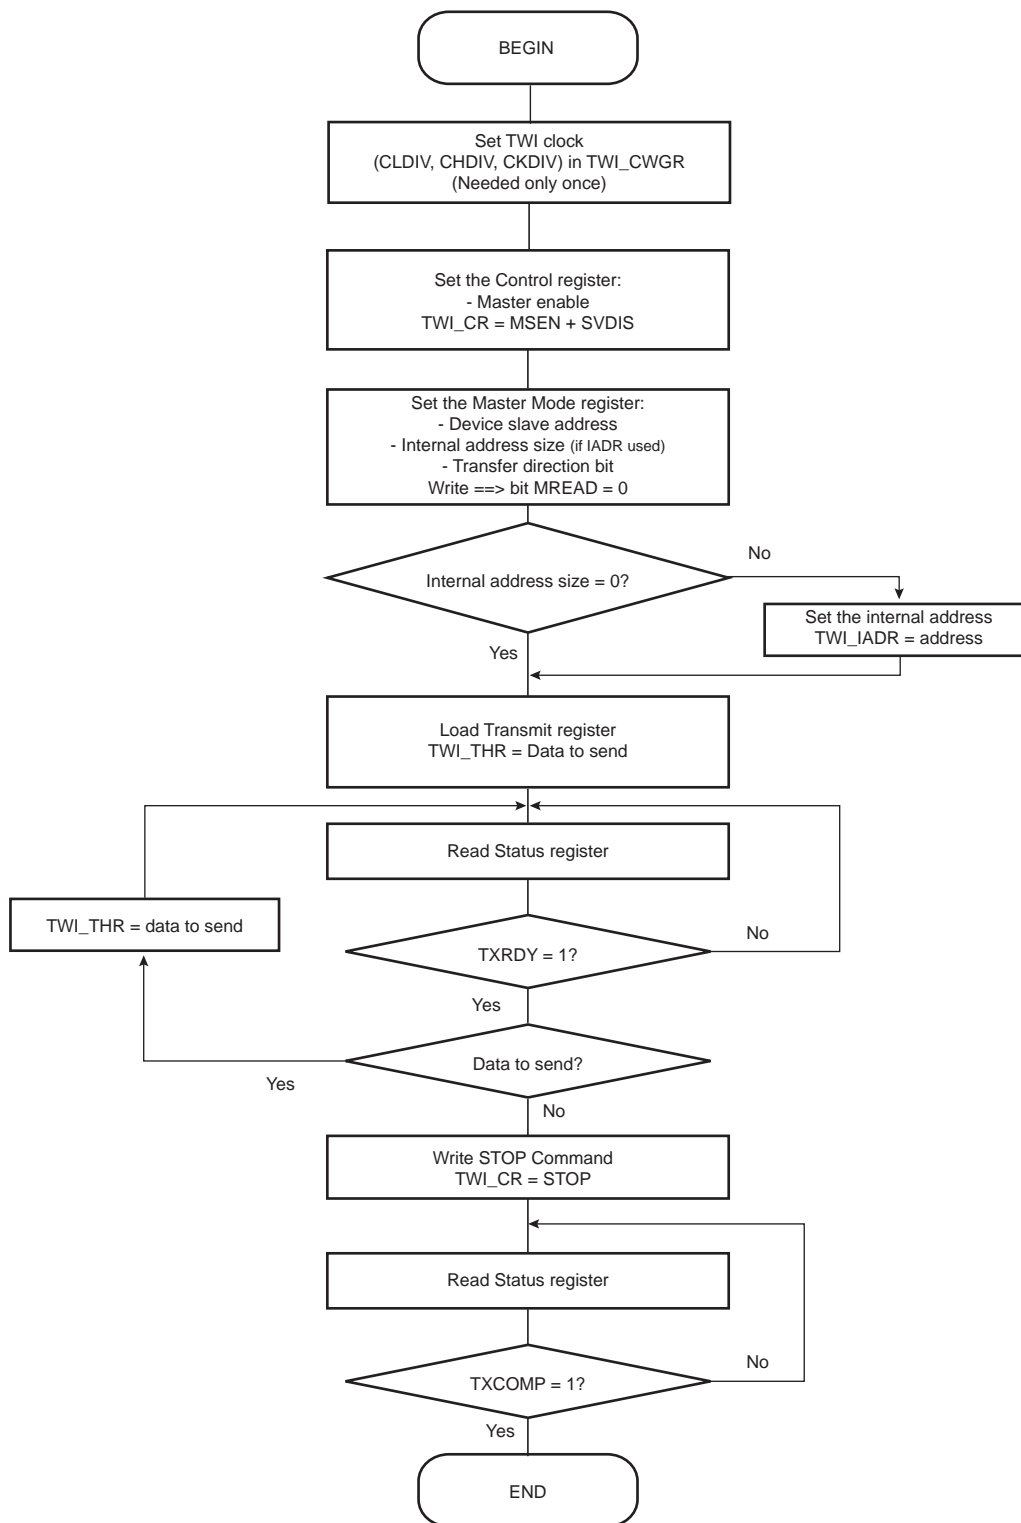 BEGIN
Set TWI clock
(CLDIV, CHDIV, CKDIV) in TWI_CWGR
(Needed only once)
Set the Control register:
- Master enable
TWI_CR = MSEN + SVDIS
Set the Master Mode register:
- Device slave address
- Internal address size (if IADR used)
- Transfer direction bit
Write ==> bit MREAD = 0
No
Internal address size = 0?
Set the internal address
TWI_IADR = address
Yes
Load Transmit register
TWI_THR = Data to send
Read Status register
TWI_THR = data to send
No
TXRDY = 1?
Yes
Data to send?
Yes
No
Write STOP Command
TWI_CR = STOP
Read Status register
No
TXCOMP = 1?
Yes
END